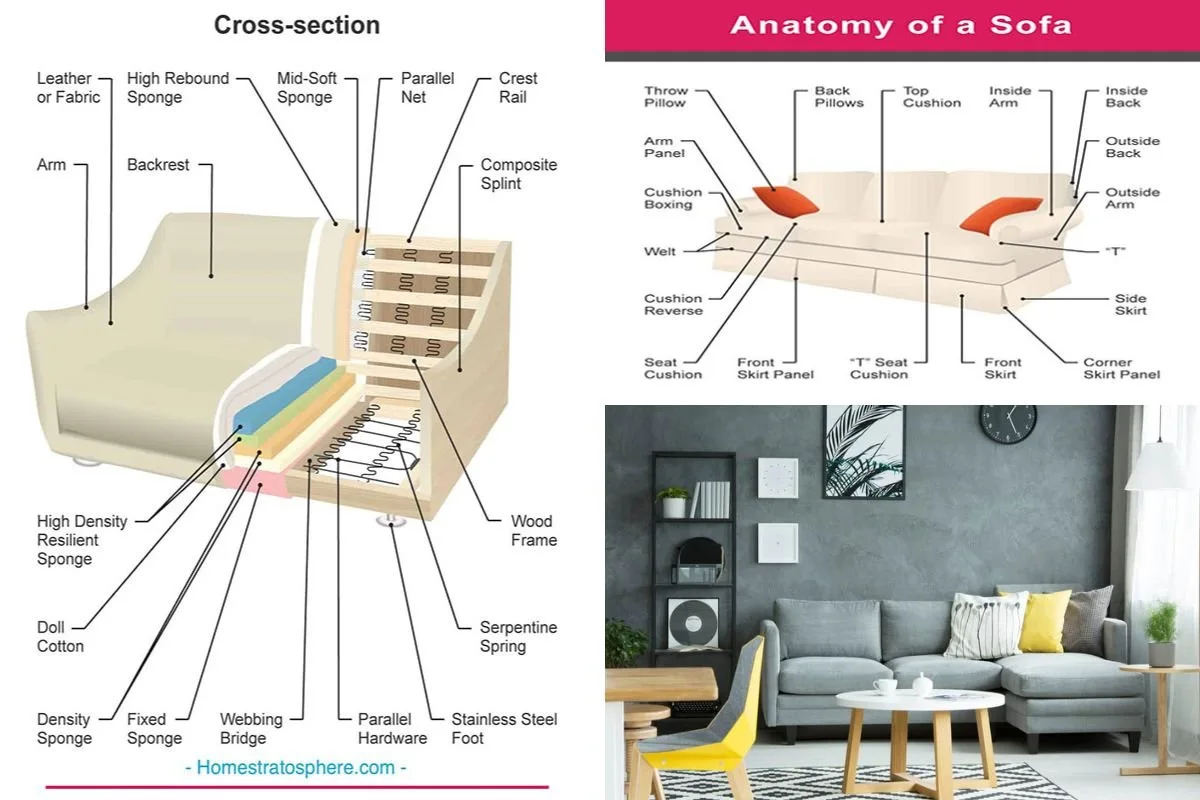 Cross-section
Leather
or Fabric
High Rebound
Sponge
Mid-Soft
Sponge
Parallel
Net
Crest
Rail
Arm
Backrest
Composite
Splint
High Density
Resilient
Sponge
Wood
Frame
Doll
Cotton
Serpentine
Spring
Density
Sponge
Fixed
Sponge
Webbing
Bridge
Parallel
Hardware
Stainless Steel
Foot
- Homestratosphere.com -
Anatomy of a Sofa
Throw
Pillow
Back
Pillows
Top
Cushion
Inside
Arm
Inside
Back
Arm
Panel
Outside
Back
Cushion
Boxing
Outside
Arm
Welt
"T"
Cushion
Reverse
Side
Skirt
Seat
Cushion
Front
Skirt Panel
"T" Seat
Cushion
Front
Skirt
Corner
Skirt Panel